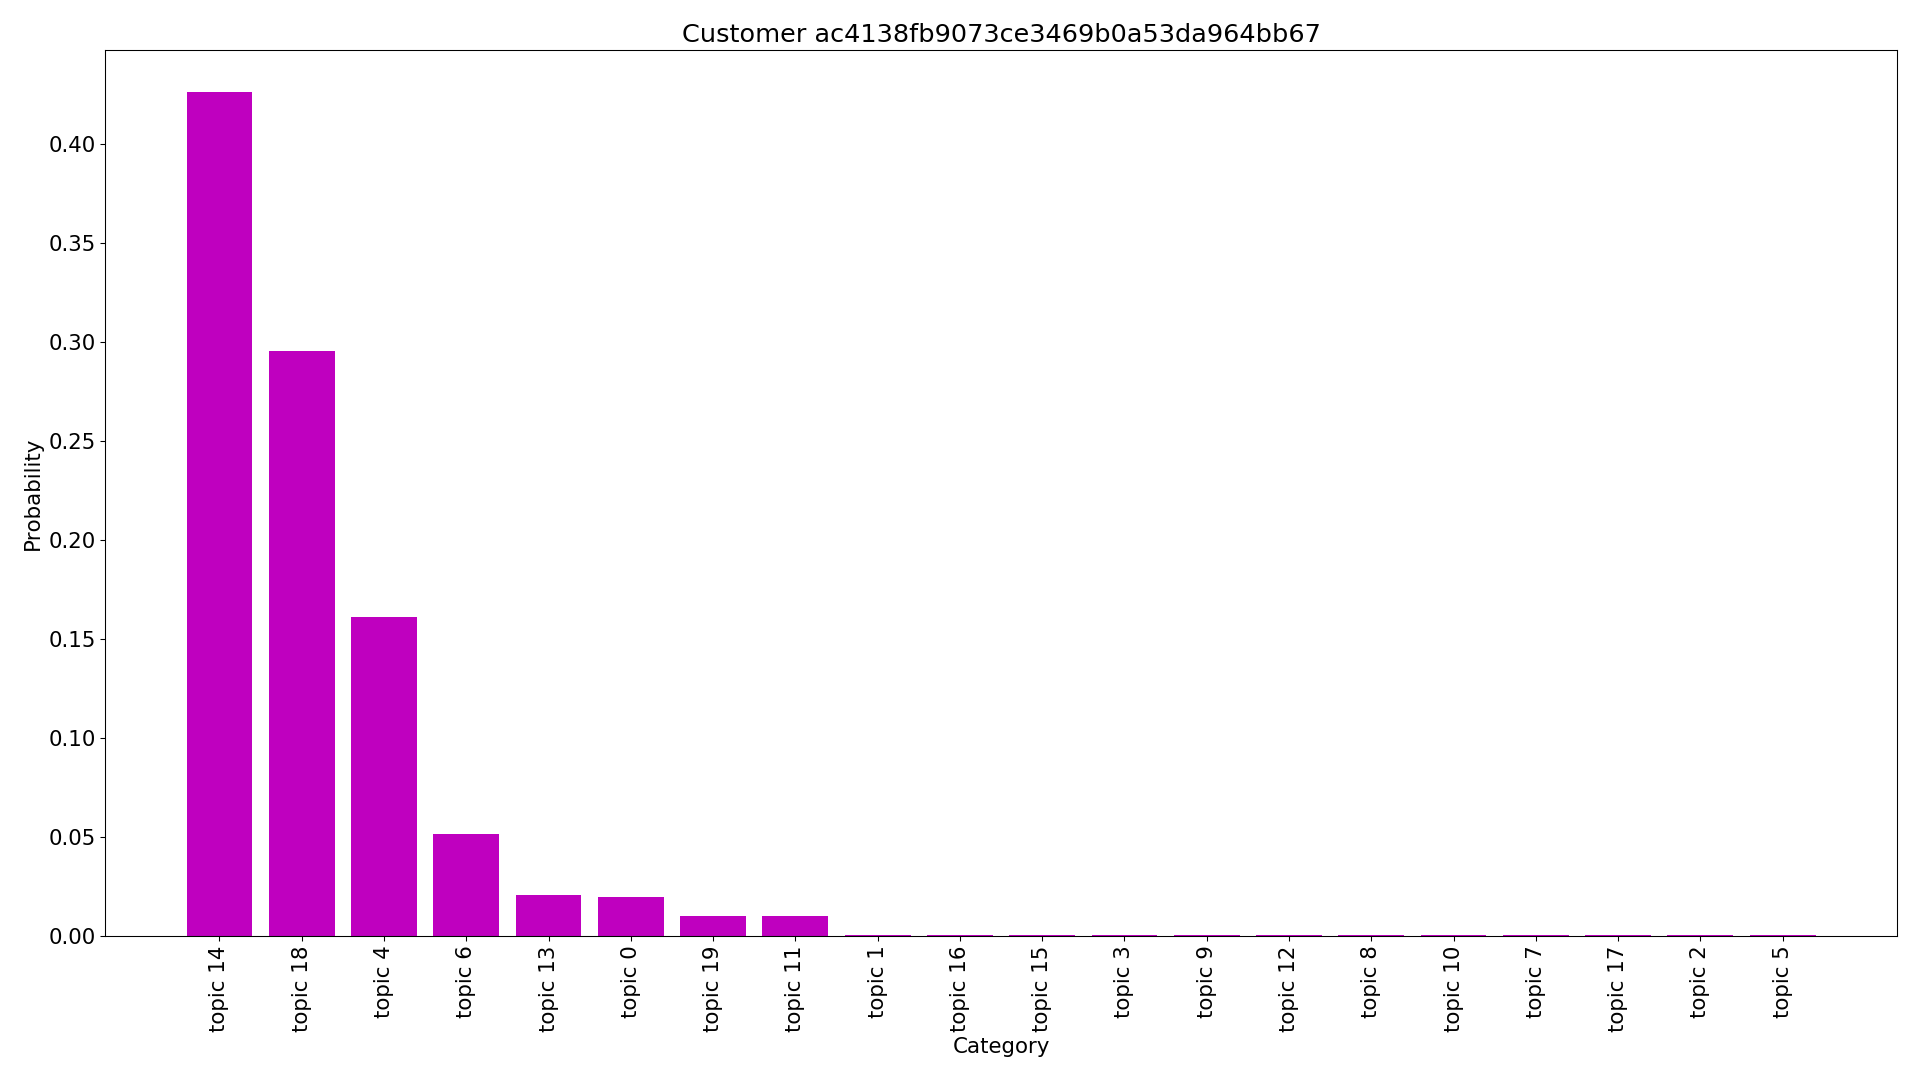 Customer ac4138fb9073ce3469b0a53da964bb67
Probability
0.40
0.35
0.30
0.25
0.20
0.15
0.10
0.05
0.00
topic 14
topic 18
topic 4
topic 6
topic 13
topic 0
topic 19
topic 11
topic 1
topic 16
topic 15
topic 3
topic 9
topic 12
topic 8
topic 10
topic 7
topic 17
topic 2
topic 5
Category